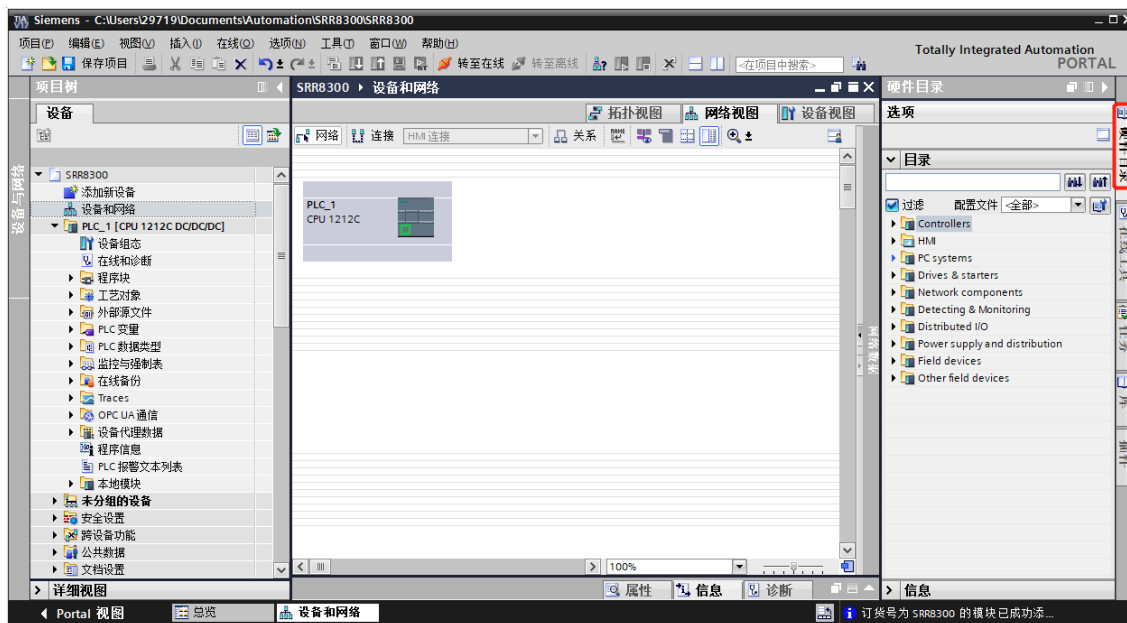 Siemens - C:\Users\29719\Documents\Automation\SRR8300\SRR8300
项目(P) 编辑(E) 视图(V) 插入(I) 在线(O) 选项(N) 工具(T) 窗口(W) 帮助(H)
Totally Integrated Automation
PORTAL
保存项目 转至在线 转至离线 <在项目中搜索>
项目树
设备
设备与网络
SRR8300
添加新设备
设备和网络
PLC_1 [CPU 1212C DC/DC/DC]
设备组态
在线和诊断
程序块
工艺对象
外部源文件
PLC 变量
PLC 数据类型
监控与强制表
在线备份
Traces
OPC UA 通信
设备代理数据
程序信息
PLC 报警文本列表
本地模块
未分组的设备
安全设置
跨设备功能
公共数据
文档设置
详细视图
SRR8300 ▸ 设备和网络
拓扑视图 网络视图 设备视图
网络 连接 HMI 连接 关系
PLC_1
CPU 1212C
100%
属性 信息 诊断
硬件目录
选项
目录
过滤 配置文件 <全部>
Controllers
HMI
PC systems
Drives & starters
Network components
Detecting & Monitoring
Distributed I/O
Power supply and distribution
Field devices
Other field devices
信息
在线工具
任务
库
插件
Portal 视图 总览 设备和网络 订货号为 SRR8300 的模块已成功添...